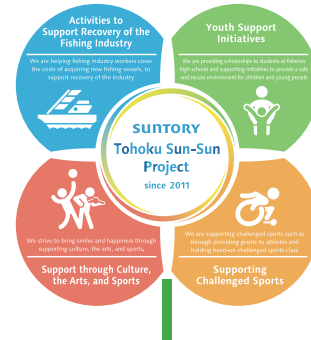 Activities to
Support Recovery of the
Fishing Industry
We are helping fishing industry workers cover
the costs of acquiring new fishing vessels, to
support recovery of the industry
Youth Support
Initiatives
We are providing scholarships to students at fisheries
high schools and supporting initiatives to provide a safe
and secure environment for children and young people
SUNTORY
Tohoku Sun-Sun
Project
since 2011
We strive to bring smiles and happiness through
supporting culture, the arts, and sports.
Support through Culture,
the Arts, and Sports
We are supporting challenged sports such as
through providing grants to athletes and
holding hand-on challenged sports class
Supporting
Challenged Sports